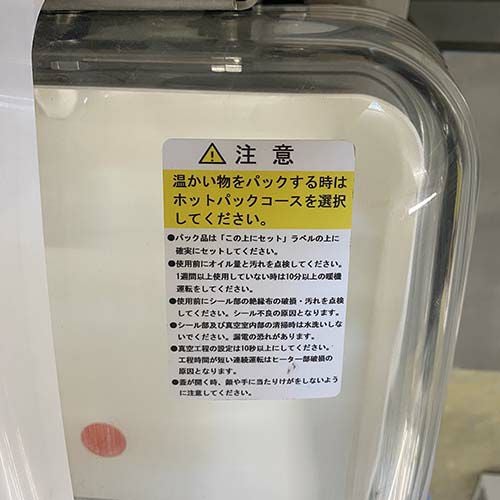 注意
温かい物をパックする時は
ホットパックコースを選択
してください。
●パック品は「この上にセット」ラベルの上に
確実にセットしてください。
●使用前にオイル量と汚れを点検してください。
1週間以上使用していない時は10分以上の暖機
運転をしてください。
●使用前にシール部の絶縁布の破損・汚れを点検
してください。シール不良の原因となります。
●シール部及び真空室内部の清掃時は水洗いしな
いでください。漏電の恐れがあります。
●真空工程の設定は10秒以上にしてください。
工程時間が短い連続運転はヒーター部破損の
原因となります。
●蓋が開く時、顔や手に当たりけがをしないよう
に注意してください。